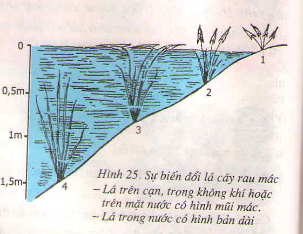 0
1
2
0,5m
3
1m
Hình 25. Sự biến đổi lá cây rau mác
– Lá trên cạn, trong không khí hoặc
trên mặt nước có hình mũi mác.
– Lá trong nước có hình bản dài
1,5m
4